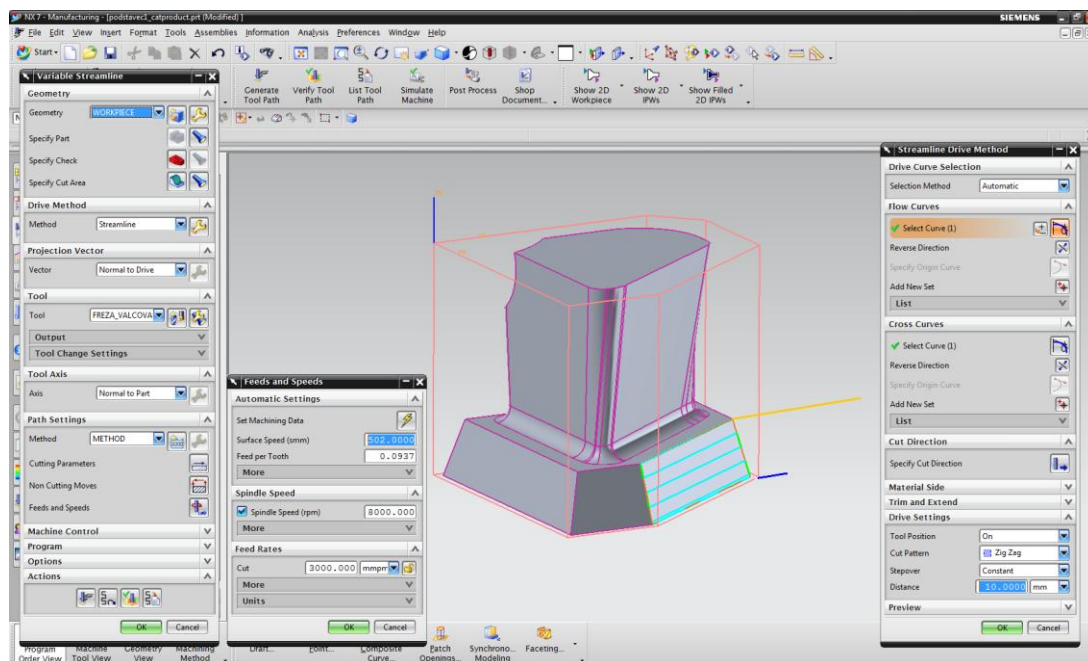 NX 7 - Manufacturing - [podstavec1_catproduct.prt (Modified) ]
SIEMENS
File Edit View Insert Format Tools Assemblies Information Analysis Preferences Window Help
Start
Generate Tool Path
Verify Tool Path
List Tool Path
Simulate Machine
Post Process
Shop Document...
Show 2D Workpiece
Show 2D IPWs
Show Filled 2D IPWs
Variable Streamline
Geometry
Geometry WORKPIECE
Specify Part
Specify Check
Specify Cut Area
Drive Method
Method Streamline
Projection Vector
Vector Normal to Drive
Tool
Tool FREZA_VALCOVA
Output
Tool Change Settings
Tool Axis
Axis Normal to Part
Path Settings
Method METHOD
Cutting Parameters
Non Cutting Moves
Feeds and Speeds
Machine Control
Program
Options
Actions
OK Cancel
Feeds and Speeds
Automatic Settings
Set Machining Data
Surface Speed (smm) 502.0000
Feed per Tooth 0.0937
More
Spindle Speed
Spindle Speed (rpm) 8000.000
More
Feed Rates
Cut 3000.000 mmpm
More
Units
OK Cancel
Streamline Drive Method
Drive Curve Selection
Selection Method Automatic
Flow Curves
Select Curve (1)
Reverse Direction
Specify Origin Curve
Add New Set
List
Cross Curves
Select Curve (1)
Reverse Direction
Specify Origin Curve
Add New Set
List
Cut Direction
Specify Cut Direction
Material Side
Trim and Extend
Drive Settings
Tool Position On
Cut Pattern Zig Zag
Stepover Constant
Distance 10.0000 mm
Preview
OK Cancel
Program Order View
Machine Tool View
Geometry View
Machining Method
Draft...
Point...
Composite Curve...
Patch Openings...
Synchrono... Modeling
Faceting...